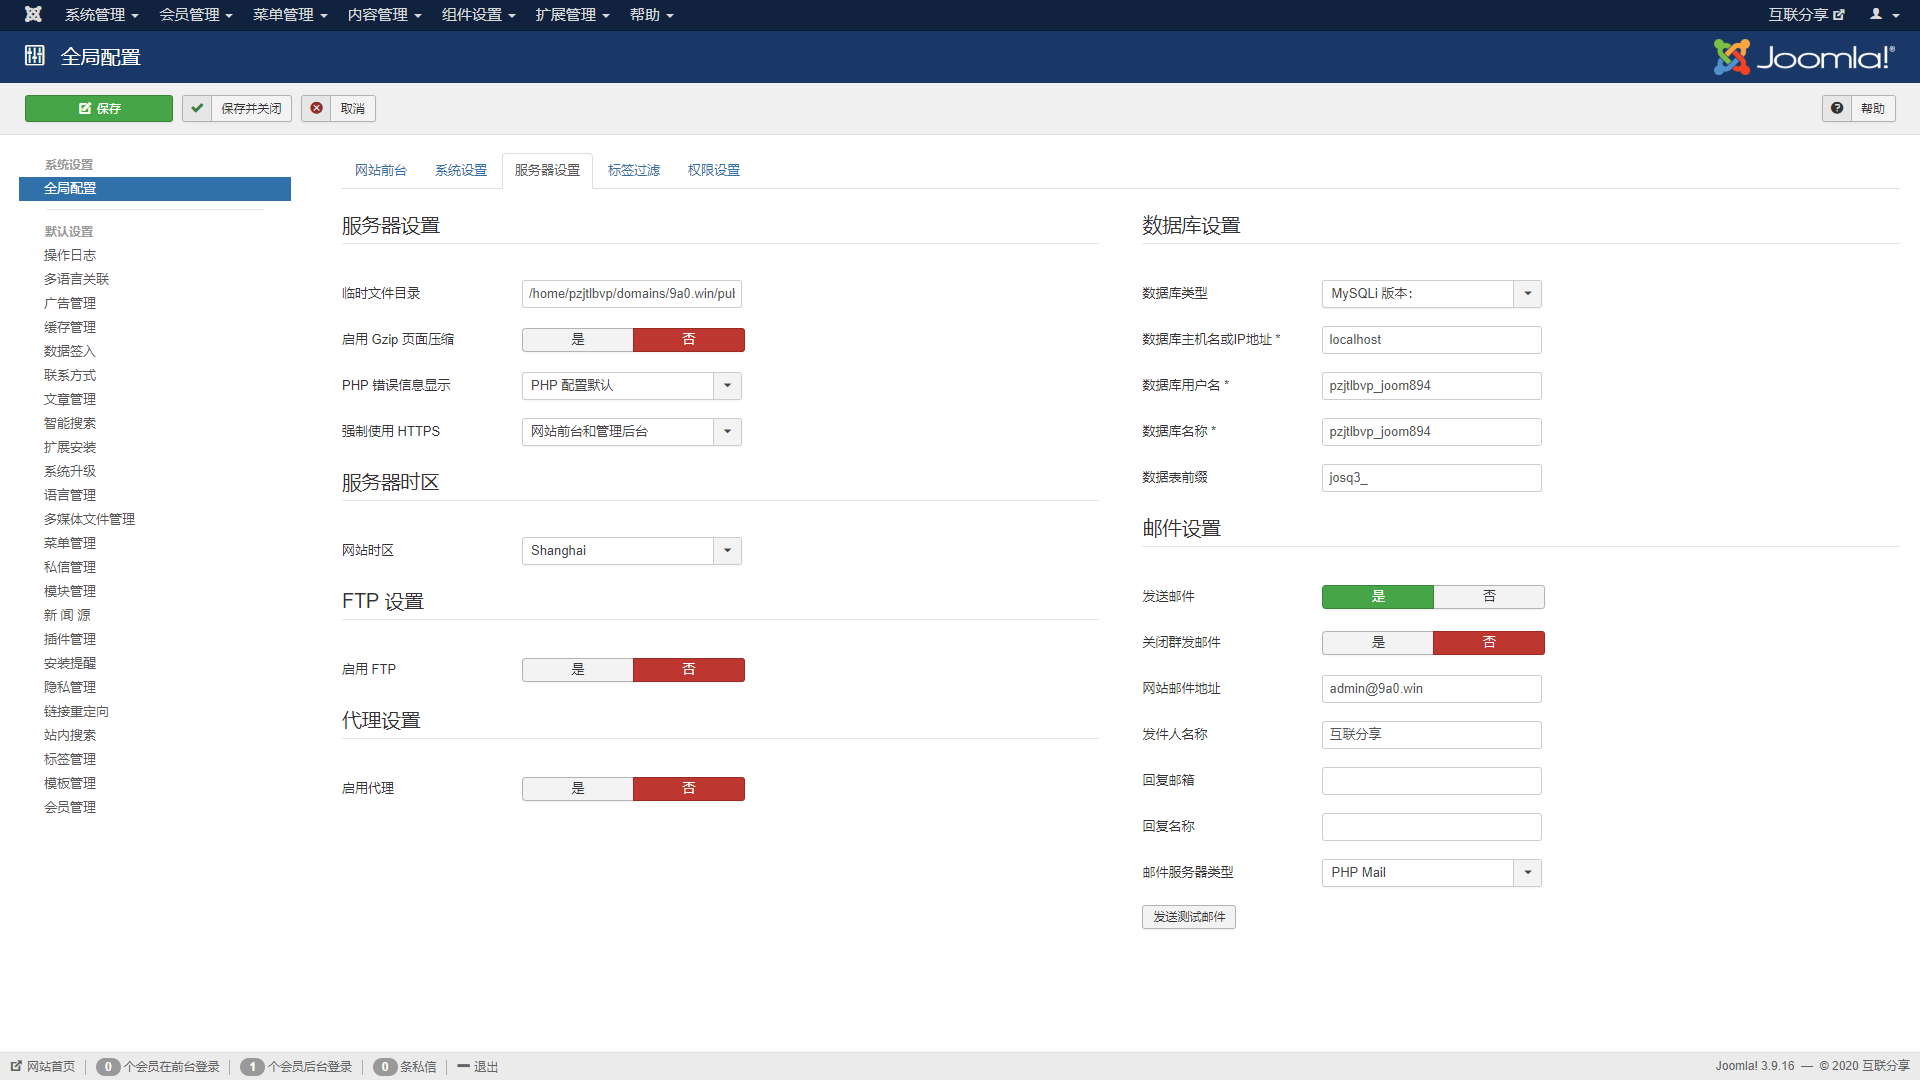 系统管理 会员管理 菜单管理 内容管理 组件设置 扩展管理 帮助 互联分享
全局配置 Joomla!®
保存 保存并关闭 取消 帮助
系统设置
全局配置
默认设置
操作日志
多语言关联
广告管理
缓存管理
数据签入
联系方式
文章管理
智能搜索
扩展安装
系统升级
语言管理
多媒体文件管理
菜单管理
私信管理
模块管理
新 闻 源
插件管理
安装提醒
隐私管理
链接重定向
站内搜索
标签管理
模板管理
会员管理
网站前台 系统设置 服务器设置 标签过滤 权限设置
服务器设置
临时文件目录 /home/pzjtlbvp/domains/9a0.win/pub
启用 Gzip 页面压缩 是 否
PHP 错误信息显示 PHP 配置默认
强制使用 HTTPS 网站前台和管理后台
服务器时区
网站时区 Shanghai
FTP 设置
启用 FTP 是 否
代理设置
启用代理 是 否
数据库设置
数据库类型 MySQLi 版本:
数据库主机名或IP地址 * localhost
数据库用户名 * pzjtlbvp_joom894
数据库名称 * pzjtlbvp_joom894
数据表前缀 josq3_
邮件设置
发送邮件 是 否
关闭群发邮件 是 否
网站邮件地址 admin@9a0.win
发件人名称 互联分享
回复邮箱
回复名称
邮件服务器类型 PHP Mail
发送测试邮件
网站首页 0 个会员在前台登录 1 个会员后台登录 0 条私信 退出 Joomla! 3.9.16 — © 2020 互联分享